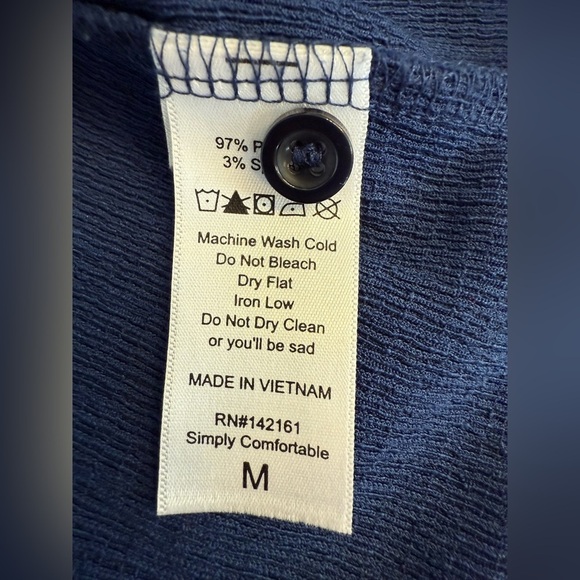 97% P
3% S
Machine Wash Cold
Do Not Bleach
Dry Flat
Iron Low
Do Not Dry Clean
or you'll be sad
MADE IN VIETNAM
RN#142161
Simply Comfortable
M